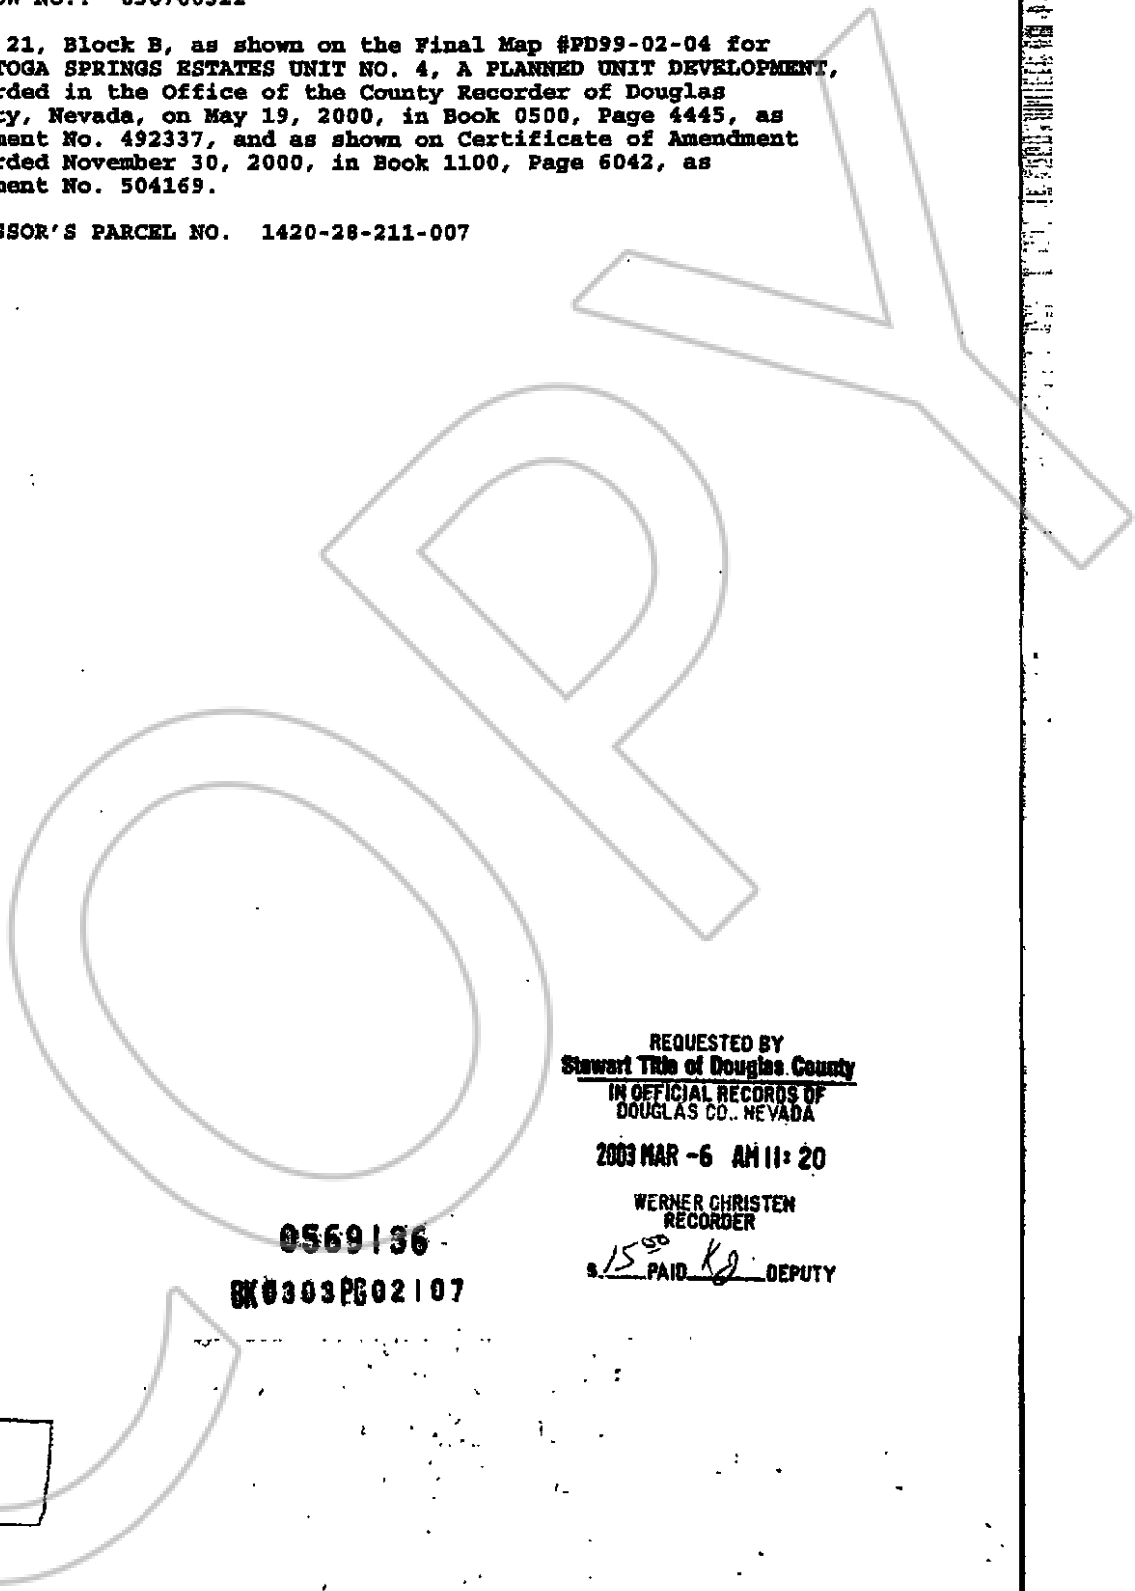 21, Block B, as shown on the Final Map #PD99-02-04 for
TOGA SPRINGS ESTATES UNIT NO. 4, A PLANNED UNIT DEVELOPMENT,
rded in the Office of the County Recorder of Douglas
ty, Nevada, on May 19, 2000, in Book 0500, Page 4445, as
ment No. 492337, and as shown on Certificate of Amendment
rded November 30, 2000, in Book 1100, Page 6042, as
ment No. 504169.
SSOR'S PARCEL NO. 1420-28-211-007
COPY
REQUESTED BY
Stewart Title of Douglas County
IN OFFICIAL RECORDS OF
DOUGLAS CO., NEVADA
2003 MAR -6 AM 11: 20
WERNER CHRISTEN
RECORDER
$ 15 00 PAID KJ DEPUTY
0569136
BK0303PG02107